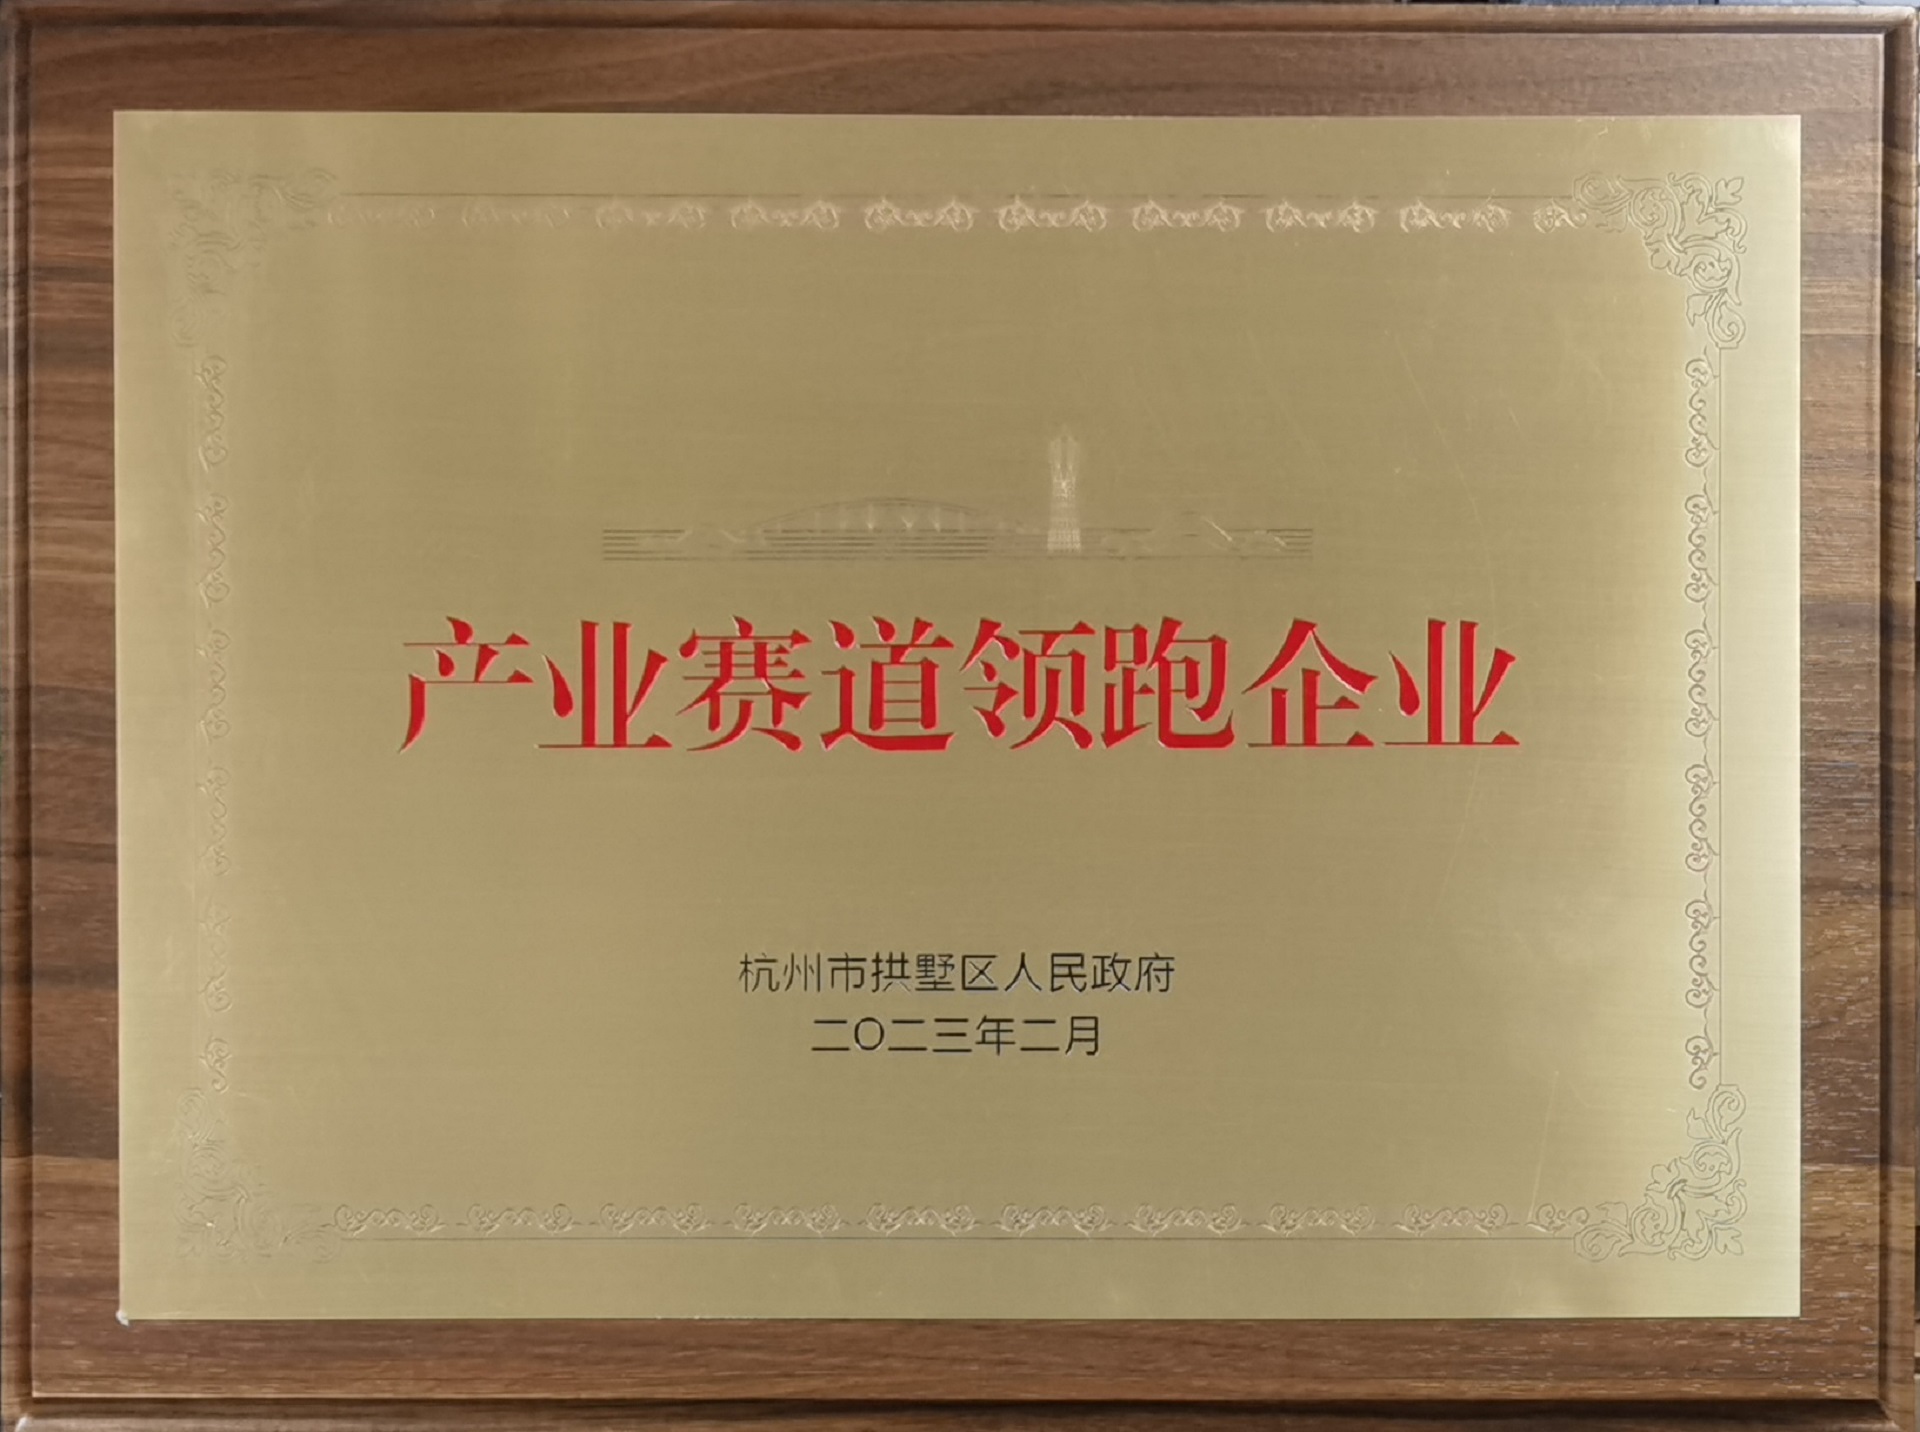 产业赛道领跑企业
杭州市拱墅区人民政府
二〇二三年二月